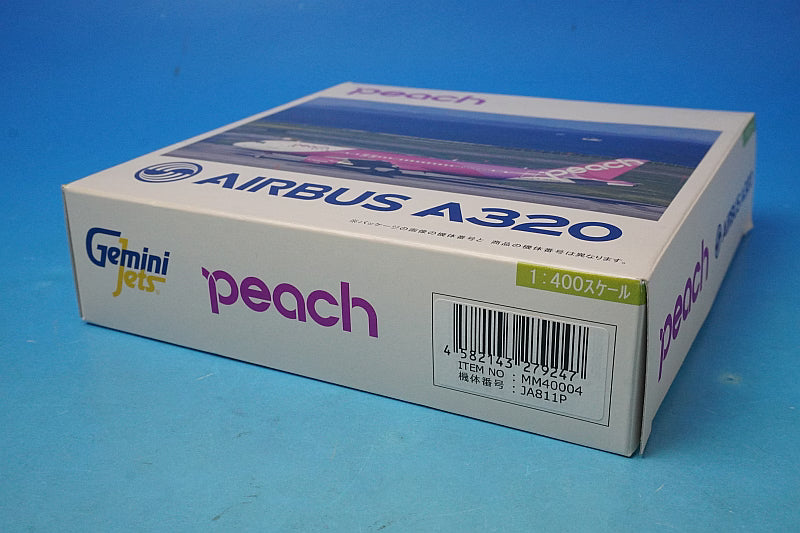 peach
peach
AIRBUS A320
※パッケージの画像の機体番号と 商品の機体番号は異なります。
Gemini
Jets
peach
1:400スケール
4 582143 279247
ITEM NO : MM40004
機体番号 : JA811P
peach
AIRBUS A320